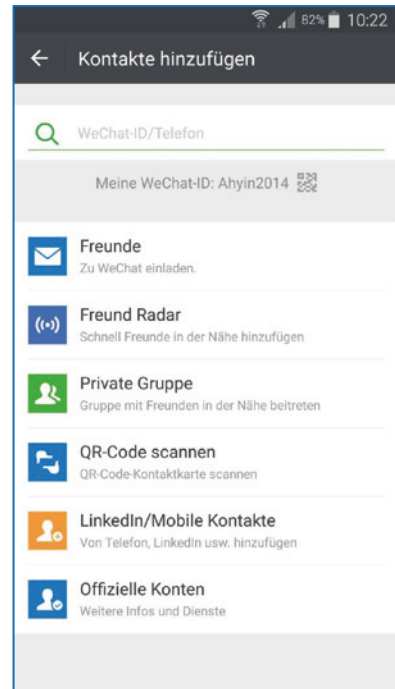 82% 10:22
Kontakte hinzufügen
WeChat-ID/Telefon
Meine WeChat-ID: Ahyin2014
Freunde
Zu WeChat einladen.
Freund Radar
Schnell Freunde in der Nähe hinzufügen
Private Gruppe
Gruppe mit Freunden in der Nähe beitreten
QR-Code scannen
QR-Code-Kontaktkarte scannen
LinkedIn/Mobile Kontakte
Von Telefon, LinkedIn usw. hinzufügen
Offizielle Konten
Weitere Infos und Dienste